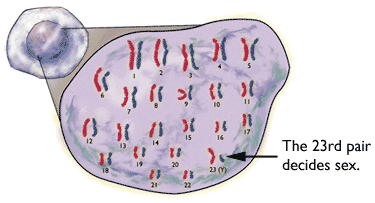 1 2 3 4 5
6 7 8 9 10 11
12 13 14 15 16 17
18 19 20 23 (Y)
21 22
The 23rd pair
decides sex.